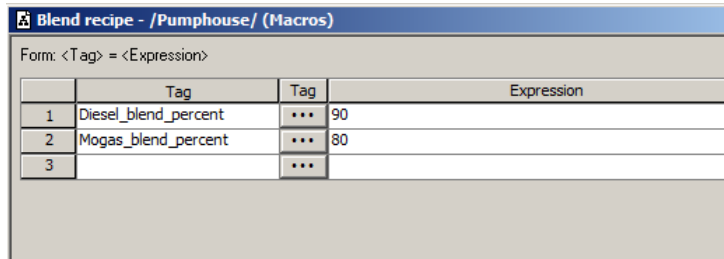 Blend recipe - /Pumphouse/ (Macros)
Form: <Tag> = <Expression>
Tag Tag Expression
1 Diesel_blend_percent ••• 90
2 Mogas_blend_percent ••• 80
3 •••